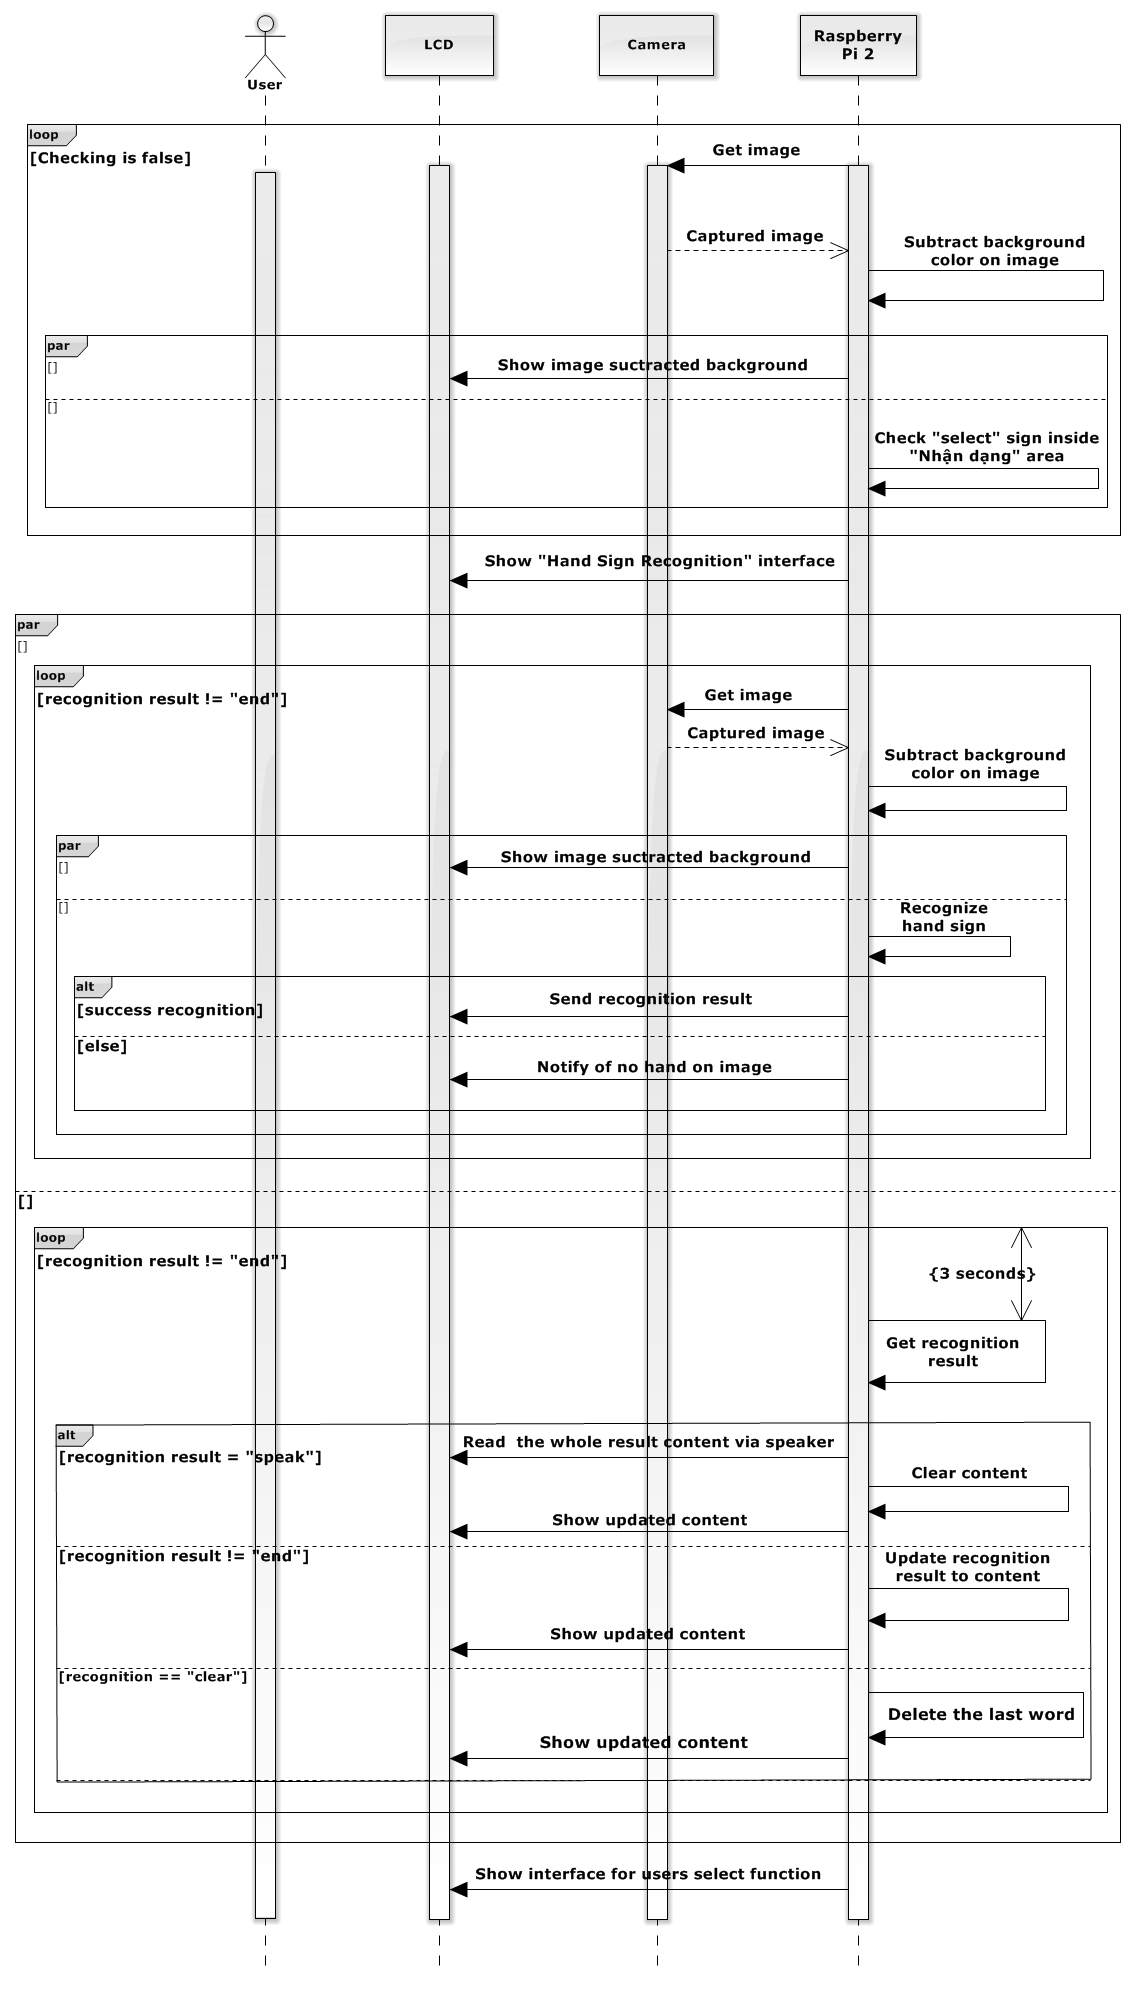 User
LCD
Camera
Raspberry
Pi 2
loop
[Checking is false]
Get image
Captured image
Subtract background
color on image
par
[]
Show image suctracted background
[]
Check "select" sign inside
"Nhận dạng" area
Show "Hand Sign Recognition" interface
par
[]
loop
[recognition result != "end"]
Get image
Captured image
Subtract background
color on image
par
[]
Show image suctracted background
[]
Recognize
hand sign
alt
[success recognition]
Send recognition result
[else]
Notify of no hand on image
[]
loop
[recognition result != "end"]
{3 seconds}
Get recognition
result
alt
[recognition result = "speak"]
Read  the whole result content via speaker
Clear content
Show updated content
[recognition result != "end"]
Update recognition
result to content
Show updated content
[recognition == "clear"]
Delete the last word
Show updated content
Show interface for users select function